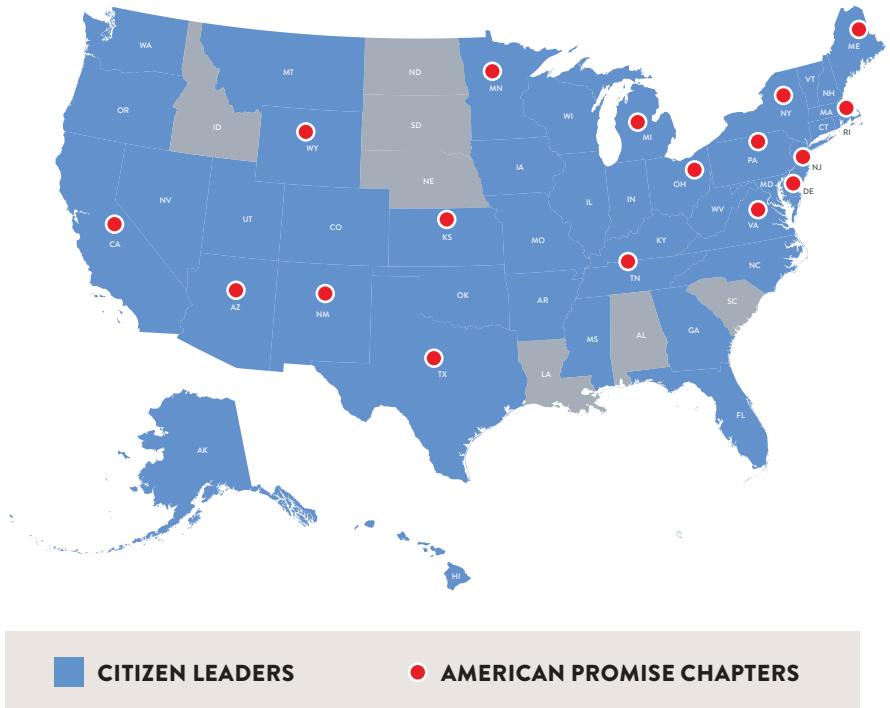 ME
WA
VT
MT
ND
MN
NH
OR
NY
MA
WI
SD
CT
ID
MI
RI
WY
PA
IA
NJ
NE
OH
MD
DE
NV
IL
IN
WV
UT
CO
VA
KS
MO
KY
CA
NC
TN
OK
AR
SC
AZ
NM
GA
AL
MS
TX
LA
FL
AK
HI
CITIZEN LEADERS
AMERICAN PROMISE CHAPTERS